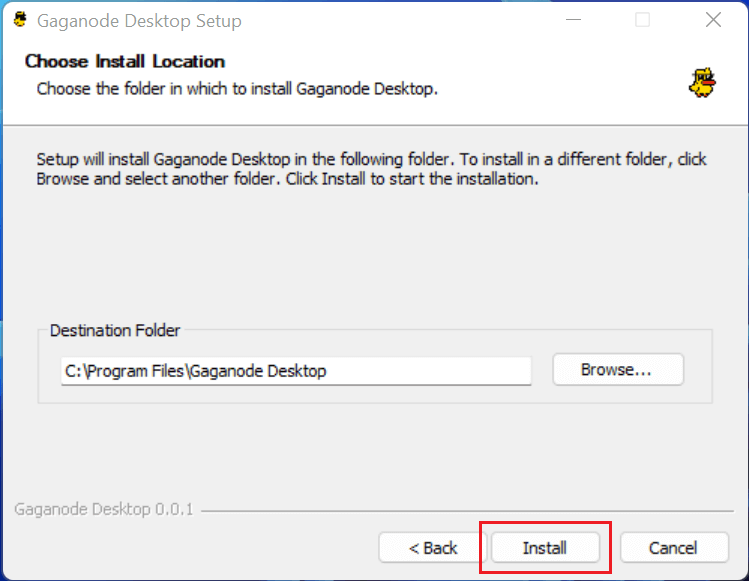 Gaganode Desktop Setup
Choose Install Location
Choose the folder in which to install Gaganode Desktop.
Setup will install Gaganode Desktop in the following folder. To install in a different folder, click
Browse and select another folder. Click Install to start the installation.
Destination Folder
C:\Program Files\Gaganode Desktop
Browse...
Gaganode Desktop 0.0.1
< Back
Install
Cancel